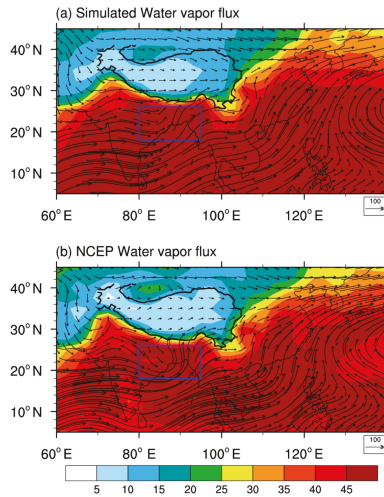 (a) Simulated Water vapor flux
40° N
30° N
20° N
10° N
60° E 80° E 100° E 120° E
100
(b) NCEP Water vapor flux
40° N
30° N
20° N
10° N
60° E 80° E 100° E 120° E
100
5 10 15 20 25 30 35 40 45